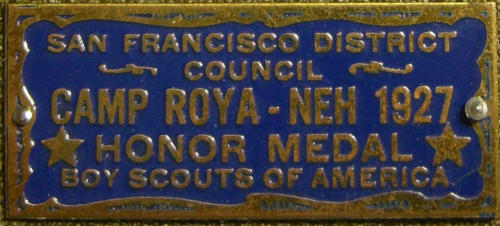 SAN FRANCISCO DISTRICT
COUNCIL
CAMP ROYA - NEH 1927
HONOR MEDAL
BOY SCOUTS OF AMERICA